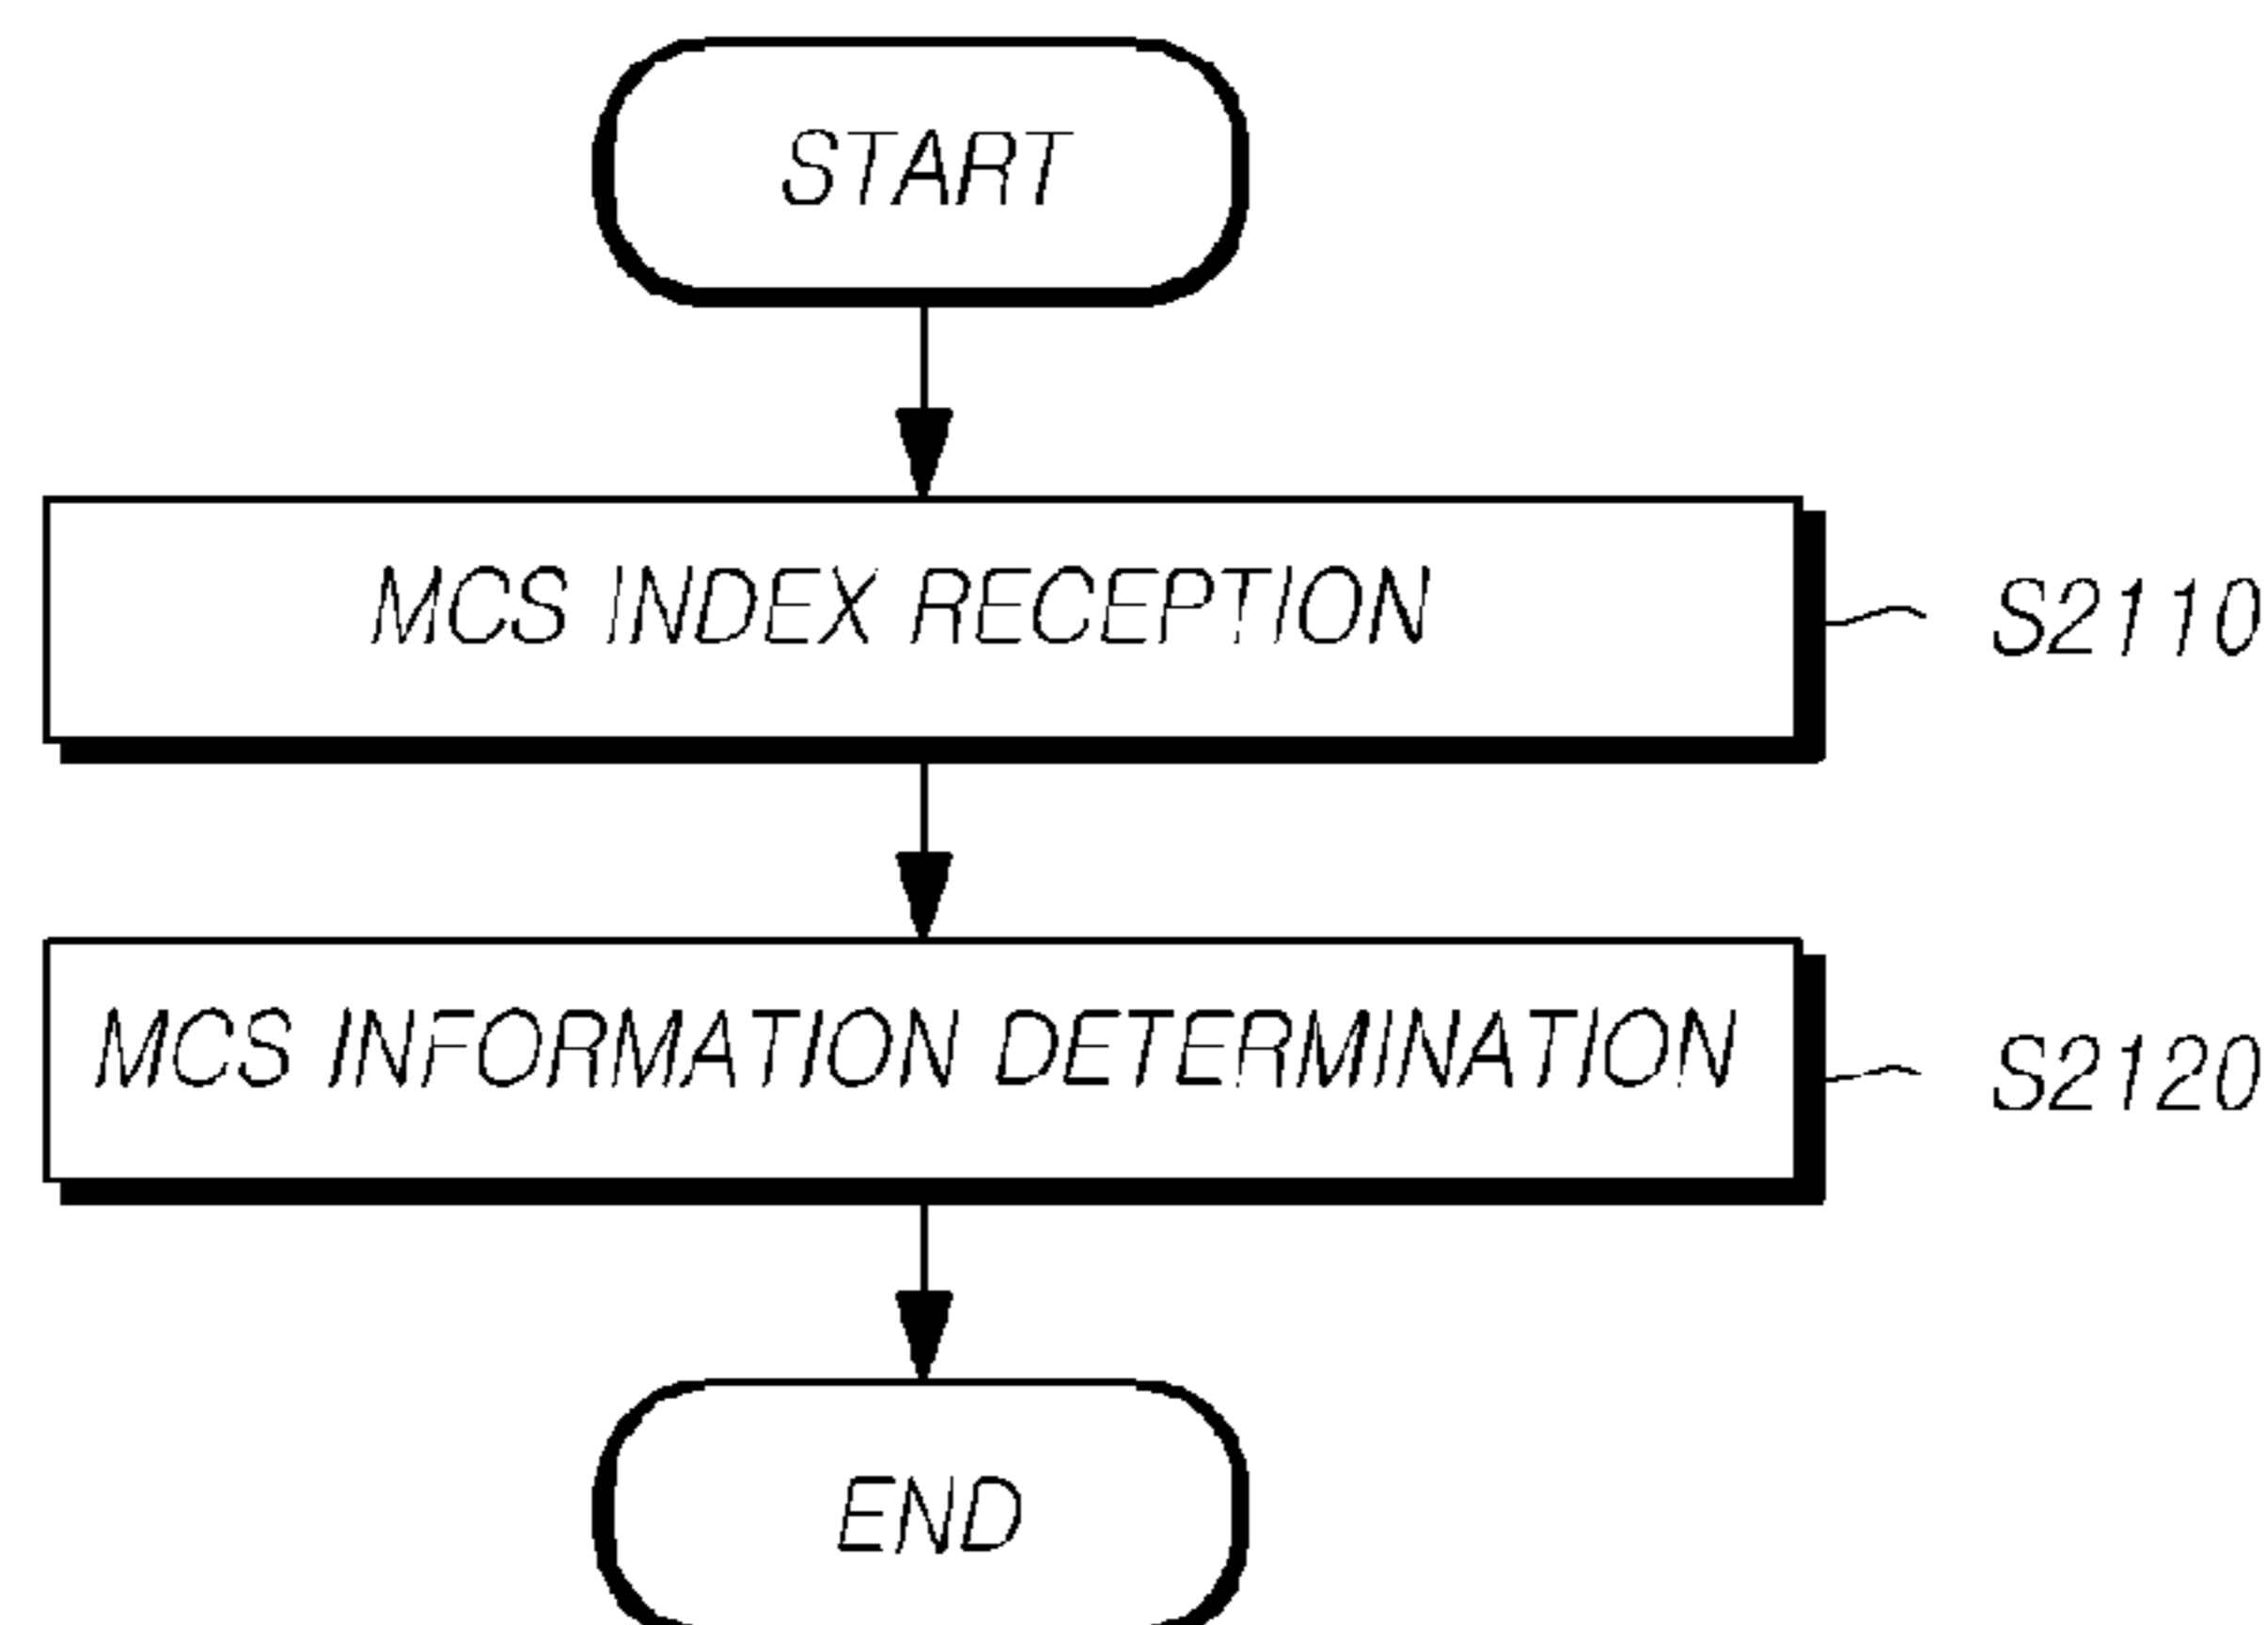 START
MCS INDEX RECEPTION
S2110
MCS INFORMATION DETERMINATION
S2120
END